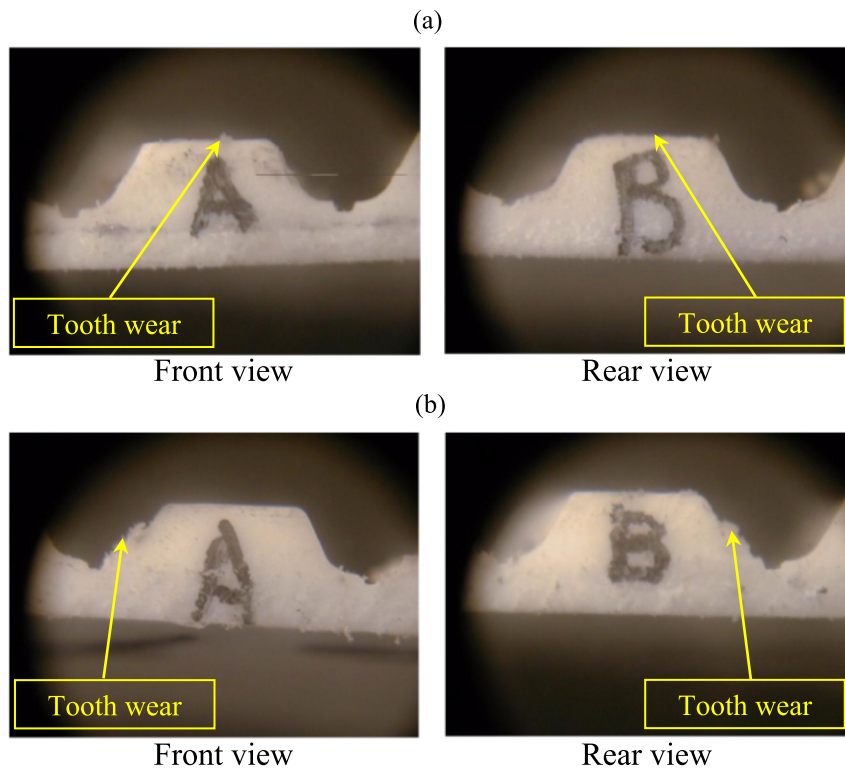 (a)
A
B
Tooth wear
Tooth wear
Front view
Rear view
(b)
A
B
Tooth wear
Tooth wear
Front view
Rear view